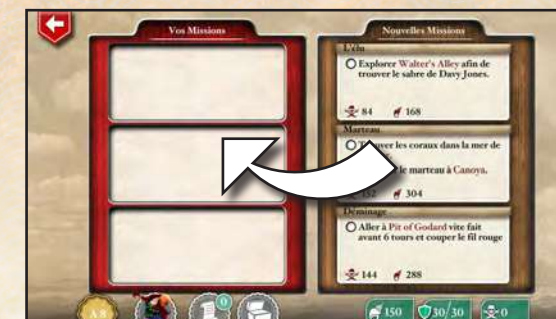 Vos Missions
Nouvelles Missions
L'élu
Explorer Walter's Alley afin de
trouver le sabre de Davy Jones.
84 168
Marteau
les coraux dans la mer de
le marteau à Canoya.
304
Déminage
Aller à Pit of Godard vite fait
avant 6 tours et couper le fil rouge
144 288
A 8
0
150 30/30 0